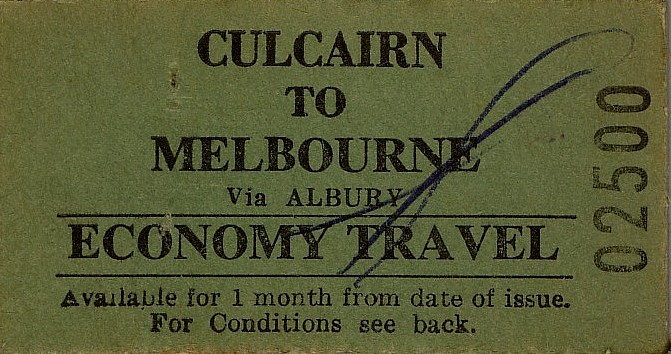 CULCAIRN
TO
MELBOURNE
Via ALBURY
ECONOMY TRAVEL
Available for 1 month from date of issue.
For Conditions see back.
02500